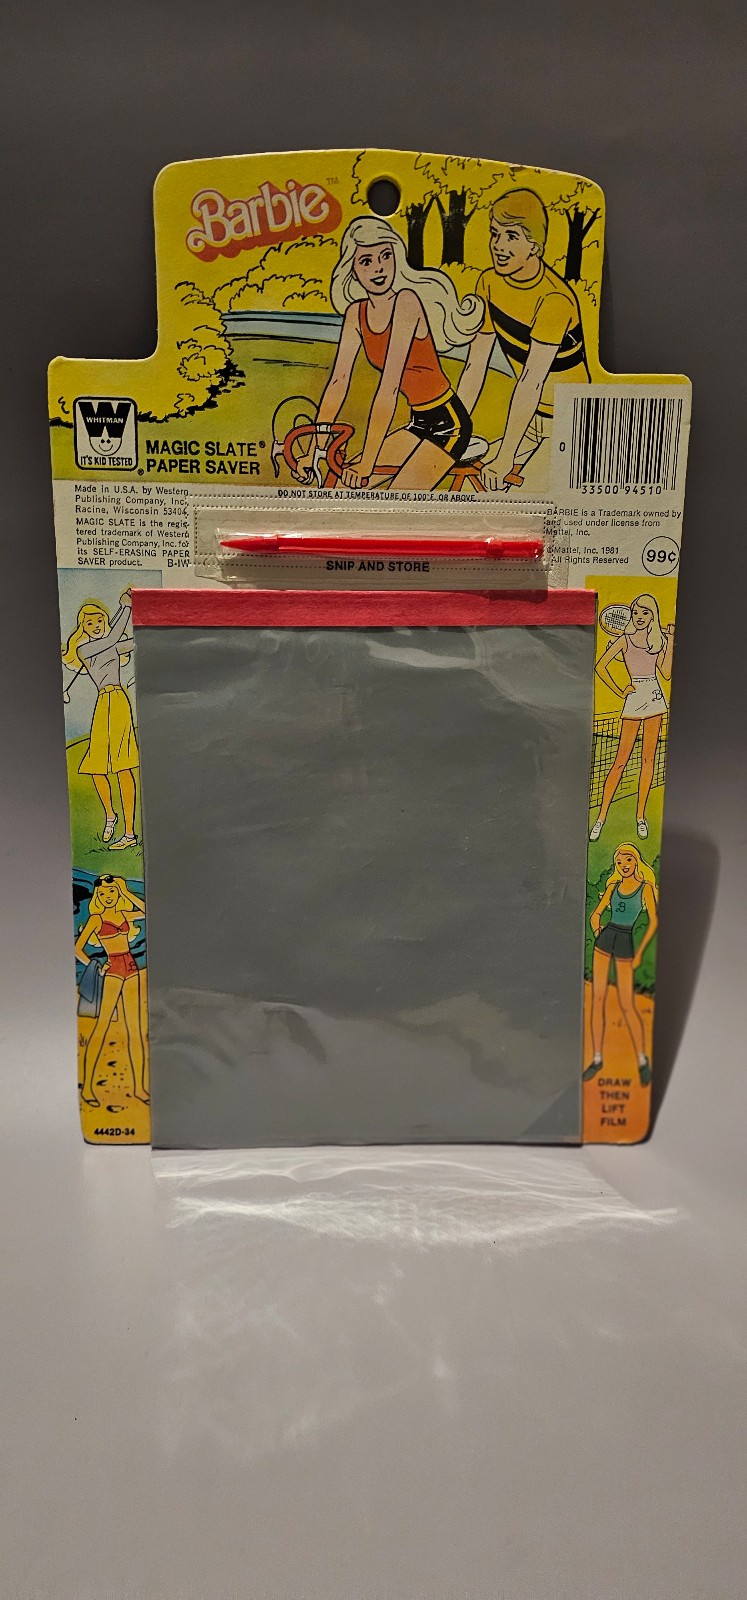 Barbie™
WHITMAN
IT'S KID TESTED®
MAGIC SLATE®
PAPER SAVER
0
33500 94510
Made in U.S.A. by Western
Publishing Company, Inc.
Racine, Wisconsin 53404
MAGIC SLATE is the regis-
tered trademark of Western
Publishing Company, Inc. for
its SELF-ERASING PAPER
SAVER product. B-IW
DO NOT STORE AT TEMPERATURE OF 100°F. OR ABOVE
SNIP AND STORE
BARBIE is a Trademark owned by
and used under license from
Mattel, Inc.
©Mattel, Inc. 1981
All Rights Reserved
99¢
B
B
DRAW
THEN
LIFT
FILM
4442D-34